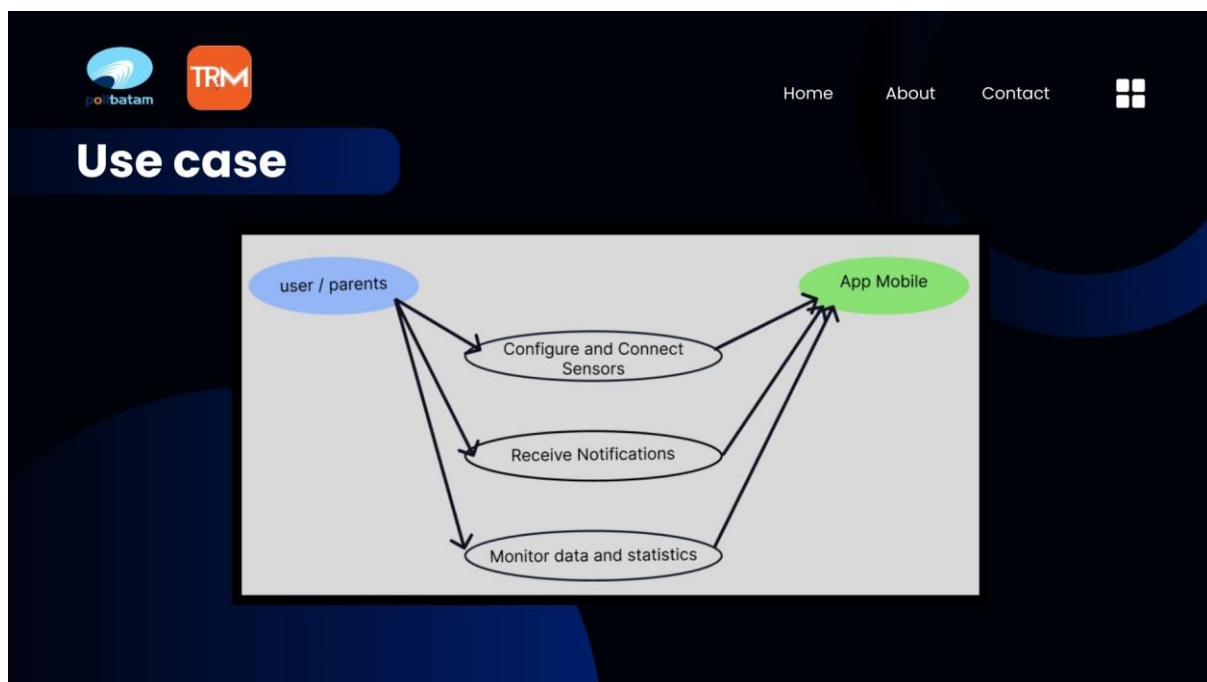 polibatam
TRM
Home About Contact
Use case
user / parents
App Mobile
Configure and Connect
Sensors
Receive Notifications
Monitor data and statistics